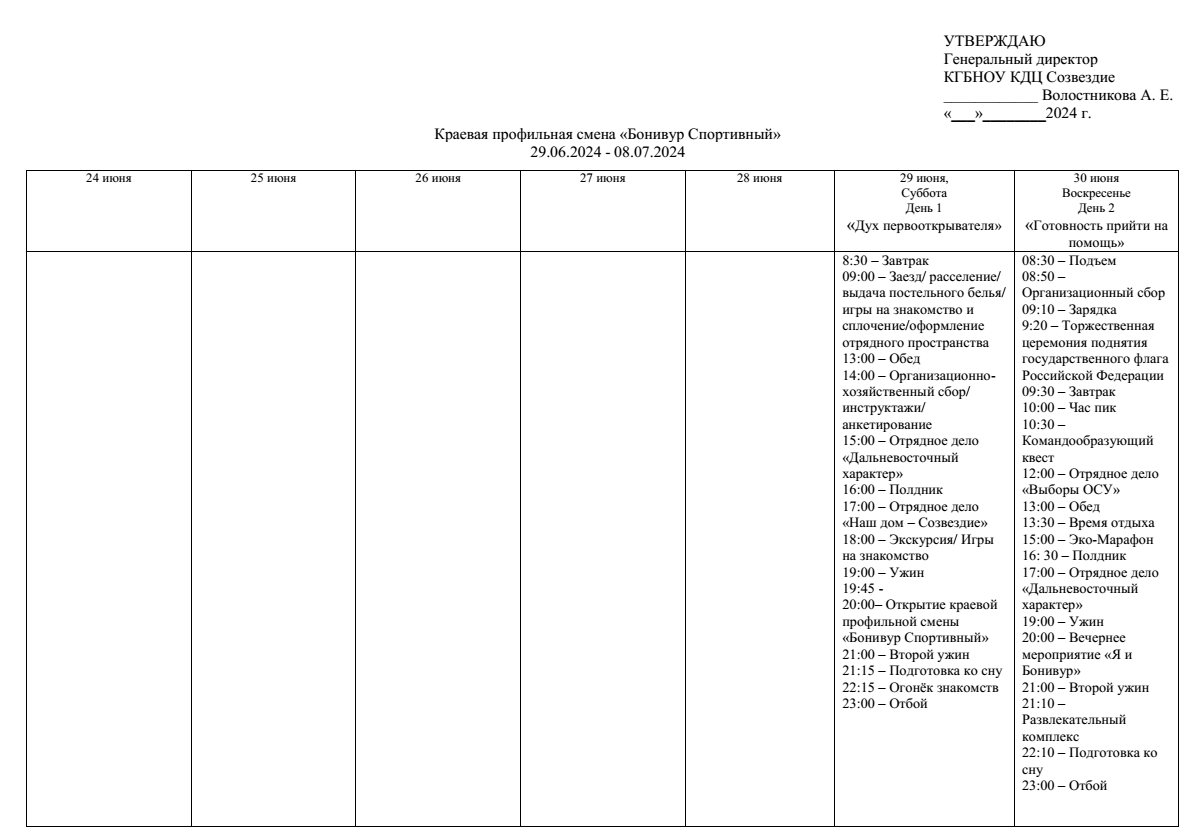 УТВЕРЖДАЮ
Генеральный директор
КГБНОУ КДЦ Созвездие
____________ Волостникова А. Е.
«___»________2024 г.
Краевая профильная смена «Бонивур Спортивный»
29.06.2024 - 08.07.2024
24 июня
25 июня
26 июня
27 июня
28 июня
29 июня,
Суббота
День 1
«Дух первооткрывателя»
30 июня
Воскресенье
День 2
«Готовность прийти на
помощь»
8:30 – Завтрак
09:00 – Заезд/ расселение/
выдача постельного белья/
игры на знакомство и
сплочение/оформление
отрядного пространства
13:00 – Обед
14:00 – Организационно-
хозяйственный сбор/
инструктажи/
анкетирование
15:00 – Отрядное дело
«Дальневосточный
характер»
16:00 – Полдник
17:00 – Отрядное дело
«Наш дом – Созвездие»
18:00 – Экскурсия/ Игры
на знакомство
19:00 – Ужин
19:45 -
20:00– Открытие краевой
профильной смены
«Бонивур Спортивный»
21:00 – Второй ужин
21:15 – Подготовка ко сну
22:15 – Огонёк знакомств
23:00 – Отбой
08:30 – Подъем
08:50 –
Организационный сбор
09:10 – Зарядка
9:20 – Торжественная
церемония поднятия
государственного флага
Российской Федерации
09:30 – Завтрак
10:00 – Час пик
10:30 –
Командообразующий
квест
12:00 – Отрядное дело
«Выборы ОСУ»
13:00 – Обед
13:30 – Время отдыха
15:00 – Эко-Марафон
16: 30 – Полдник
17:00 – Отрядное дело
«Дальневосточный
характер»
19:00 – Ужин
20:00 – Вечернее
мероприятие «Я и
Бонивур»
21:00 – Второй ужин
21:10 –
Развлекательный
комплекс
22:10 – Подготовка ко
сну
23:00 – Отбой